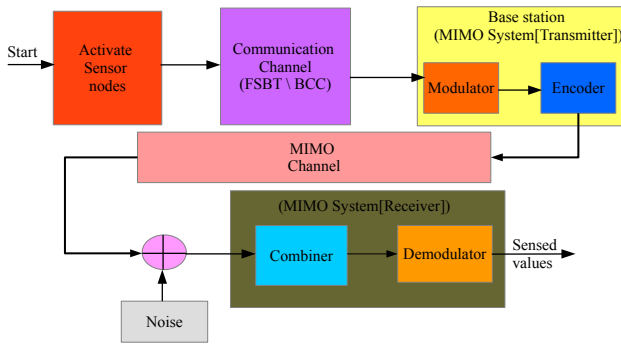 Start
Activate
Sensor
nodes
Communication
Channel
(FSBT \ BCC)
Base station
(MIMO System[Transmitter])
Modulator
Encoder
MIMO
Channel
(MIMO System[Receiver])
Combiner
Demodulator
Sensed
values
Noise